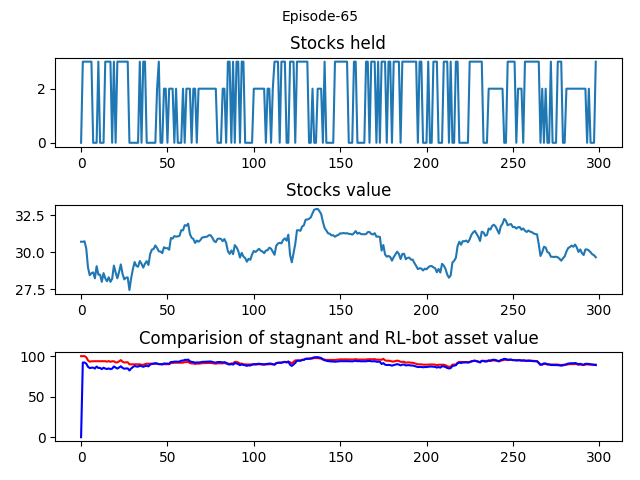 Episode-65
Stocks held
2
0
0 50 100 150 200 250 300
Stocks value
32.5
30.0
27.5
0 50 100 150 200 250 300
Comparision of stagnant and RL-bot asset value
100
50
0
0 50 100 150 200 250 300